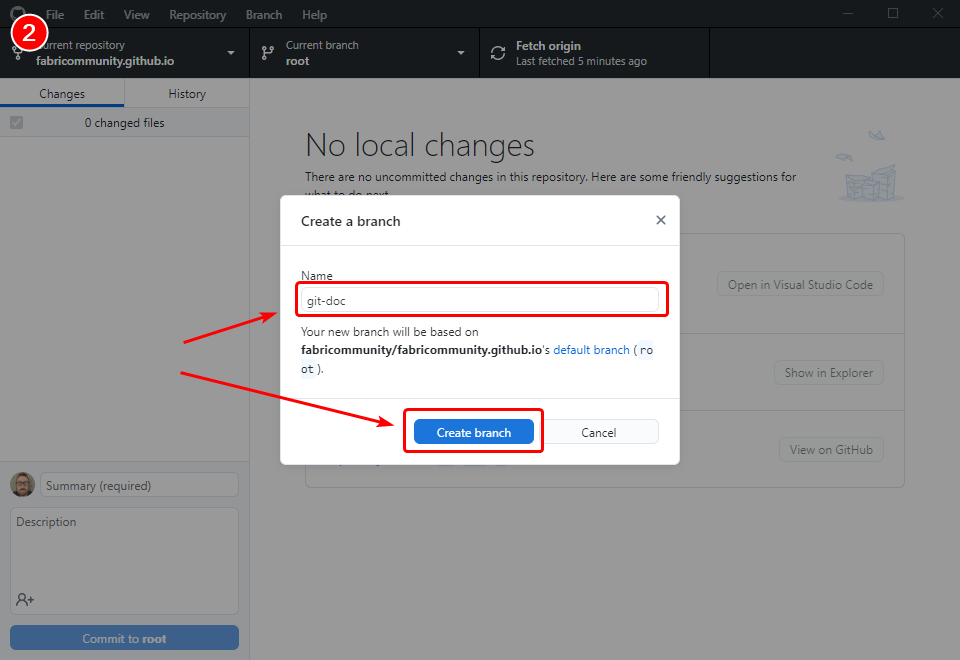 2
File Edit View Repository Branch Help
Current repository
fabricommunity.github.io
Current branch
root
Fetch origin
Last fetched 5 minutes ago
Changes History
0 changed files
No local changes
There are no uncommitted changes in this repository. Here are some friendly suggestions for
what to do next.
Create a branch
Name
git-doc
Your new branch will be based on
fabricommunity/fabricommunity.github.io's default branch (ro
ot).
Create branch Cancel
Open in Visual Studio Code
Show in Explorer
View on GitHub
Summary (required)
Description
Commit to root